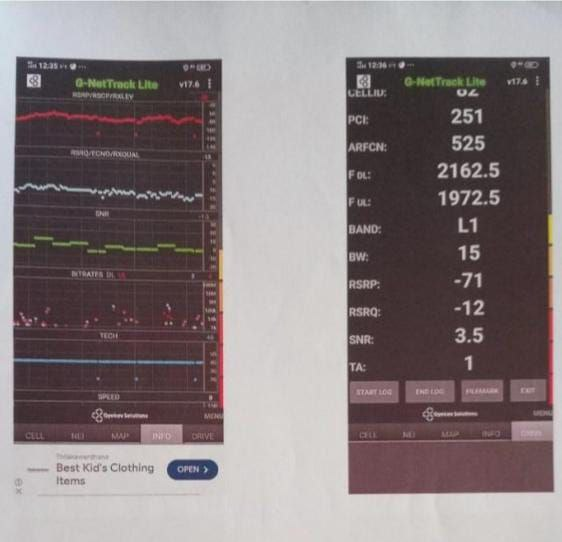 12:35
G-NetTrack Lite v17.6
RSRP/RSCP/RXLEV
RSRQ/ECNO/RXQUAL
SNR
BITRATES DL UL
TECH
SPEED
Gyokov Solutions
MENU
CELL NEI MAP INFO DRIVE
Best Kid's Clothing
Items
OPEN >
12:36
G-NetTrack Lite v17.6
CELLID: 62
PCI: 251
ARFCN: 525
F DL: 2162.5
F UL: 1972.5
BAND: L1
BW: 15
RSRP: -71
RSRQ: -12
SNR: 3.5
TA: 1
START LOG END LOG FILEMARK EXIT
Gyokov Solutions
MENU
CELL NEI MAP INFO DRIVE